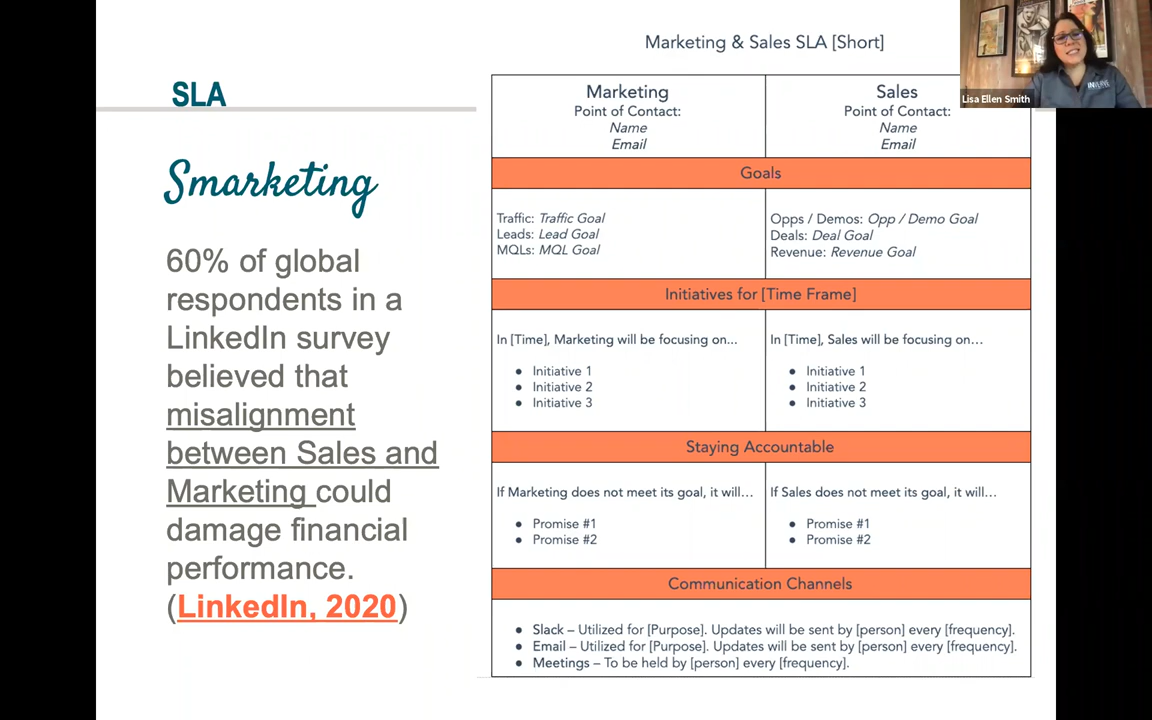 SLA
Smarketing
60% of global
respondents in a
LinkedIn survey
believed that
misalignment
between Sales and
Marketing could
damage financial
performance.
(LinkedIn, 2020)
Marketing & Sales SLA [Short]
Marketing
Point of Contact:
Name
Email
Sales
Point of Contact:
Name
Email
Goals
Traffic: Traffic Goal
Leads: Lead Goal
MQLs: MQL Goal
Opps / Demos: Opp / Demo Goal
Deals: Deal Goal
Revenue: Revenue Goal
Initiatives for [Time Frame]
In [Time], Marketing will be focusing on...
● Initiative 1
● Initiative 2
● Initiative 3
In [Time], Sales will be focusing on…
● Initiative 1
● Initiative 2
● Initiative 3
Staying Accountable
If Marketing does not meet its goal, it will…
● Promise #1
● Promise #2
If Sales does not meet its goal, it will…
● Promise #1
● Promise #2
Communication Channels
● Slack – Utilized for [Purpose]. Updates will be sent by [person] every [frequency].
● Email – Utilized for [Purpose]. Updates will be sent by [person] every [frequency].
● Meetings – To be held by [person] every [frequency].
Lisa Ellen Smith